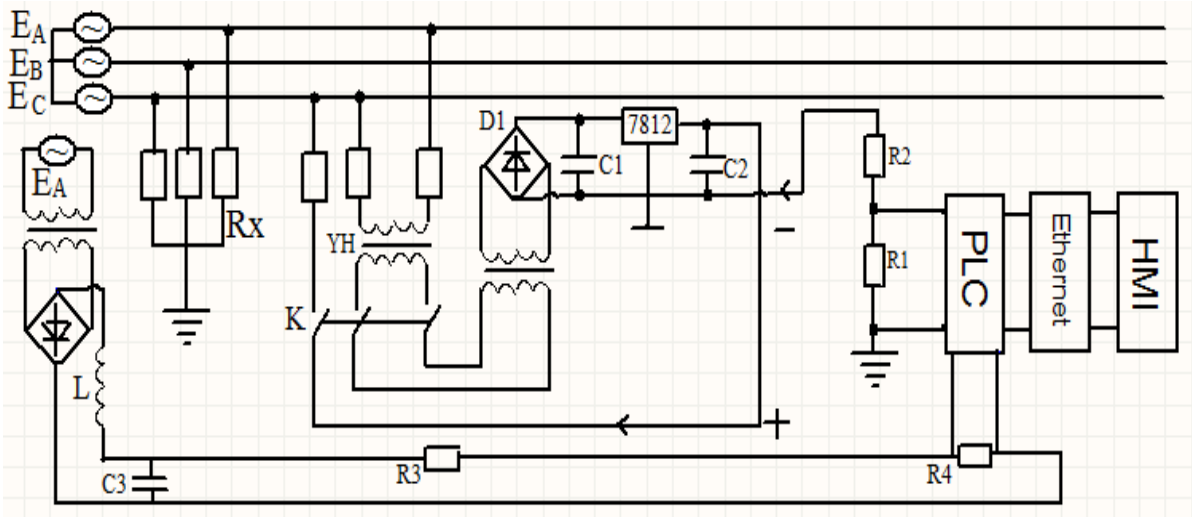 EA
EB
EC
D1
7812
C1
C2
R2
EA
Rx
YH
−
R1
PLC
Ethernet
HMI
K
L
+
C3
R3
R4